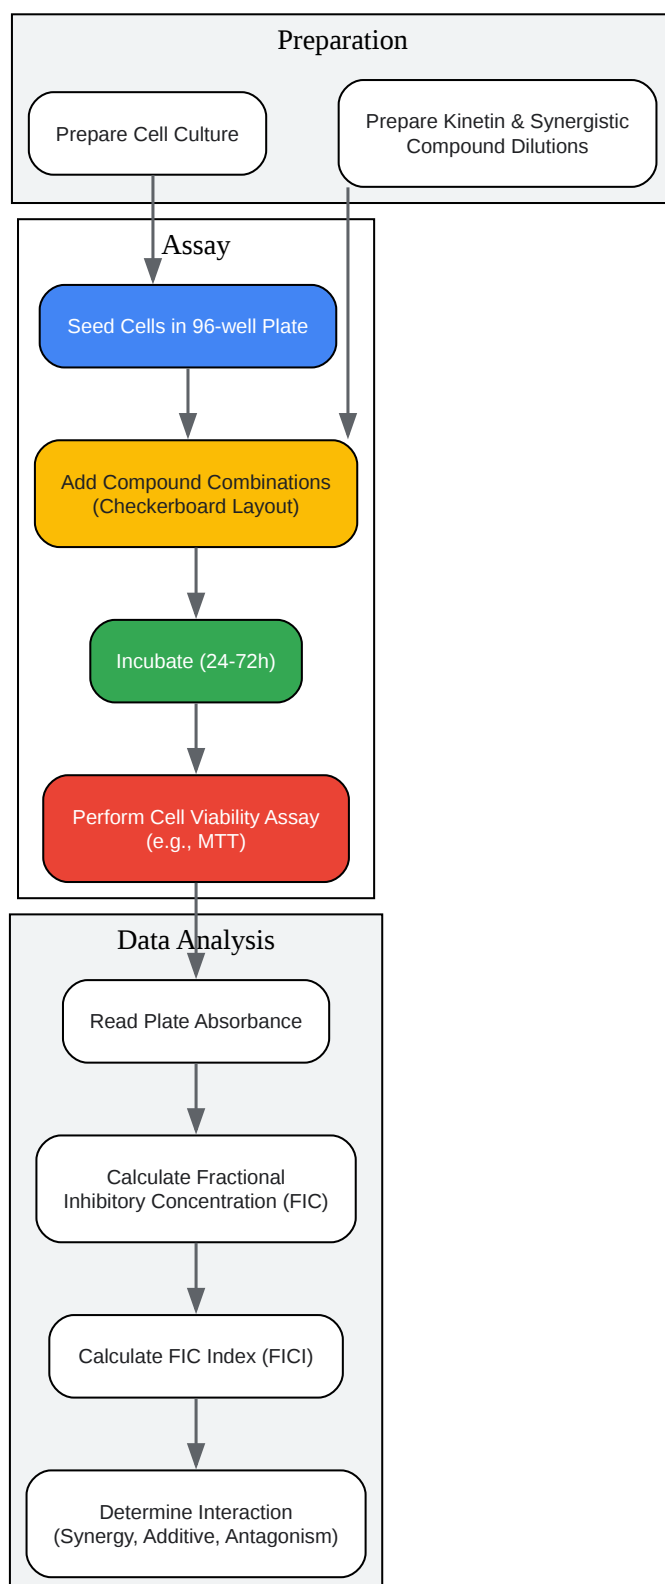 Preparation
Prepare Cell Culture
Prepare Kinetin & Synergistic
Compound Dilutions
Assay
Seed Cells in 96-well Plate
Add Compound Combinations
(Checkerboard Layout)
Incubate (24-72h)
Perform Cell Viability Assay
(e.g., MTT)
Data Analysis
Read Plate Absorbance
Calculate Fractional
Inhibitory Concentration (FIC)
Calculate FIC Index (FICI)
Determine Interaction
(Synergy, Additive, Antagonism)